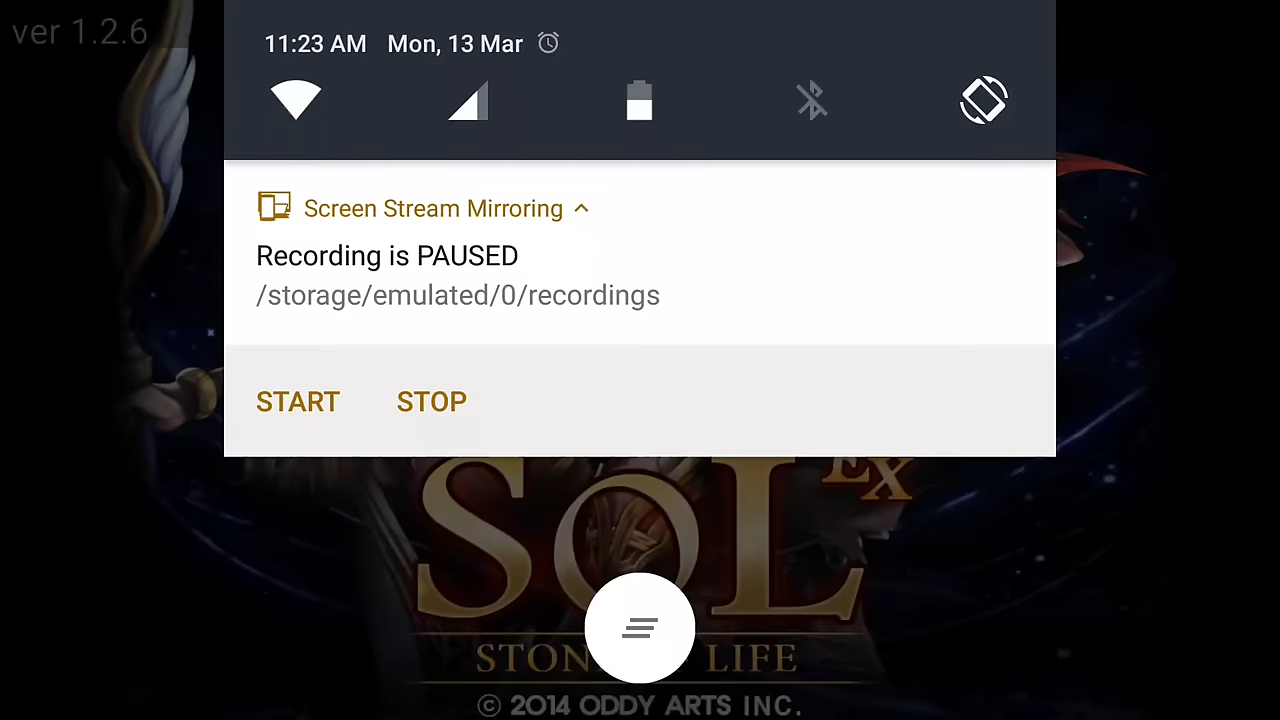 ver 1.2.6
11:23 AM Mon, 13 Mar
Screen Stream Mirroring
Recording is PAUSED
/storage/emulated/0/recordings
START STOP
SOL EX
LIFE
© 2014 ODDY ARTS INC.